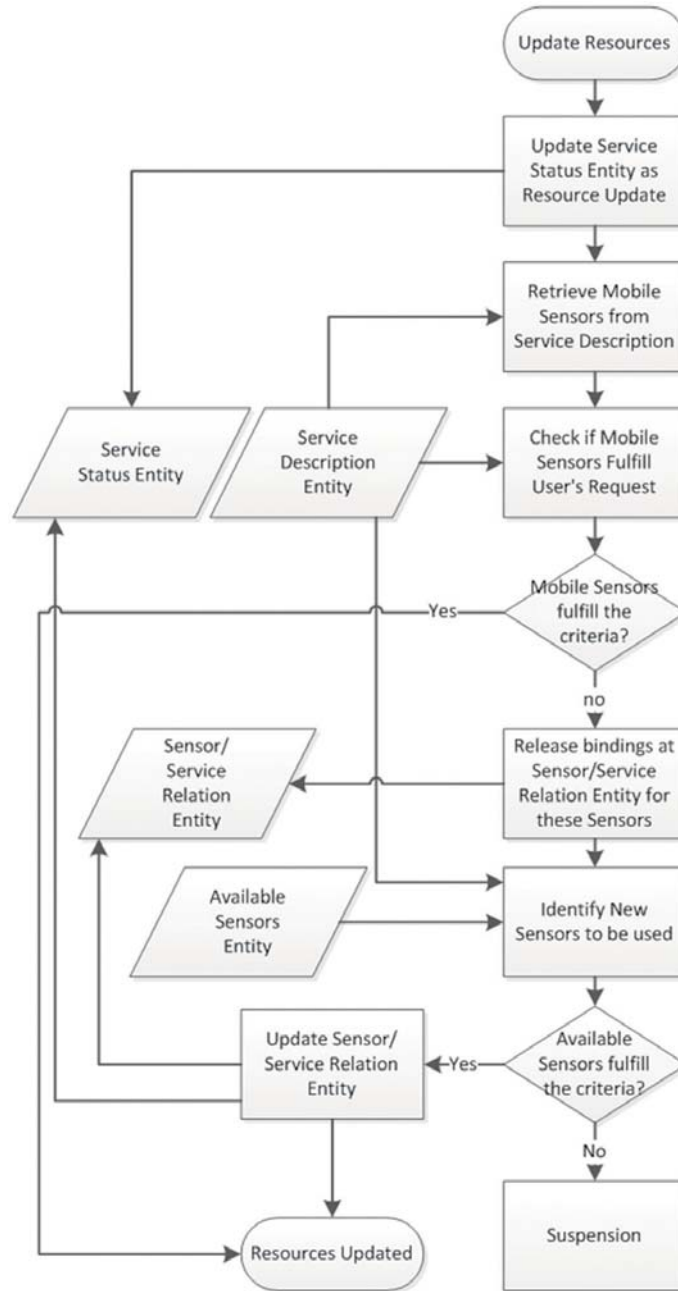 Update Resources
Update Service
Status Entity as
Resource Update
Retrieve Mobile
Sensors from
Service Description
Service
Status Entity
Service
Description
Entity
Check if Mobile
Sensors Fulfill
User's Request
Mobile Sensors
fulfill the
criteria?
Yes
no
Sensor/
Service
Relation
Entity
Release bindings at
Sensor/Service
Relation Entity for
these Sensors
Available
Sensors
Entity
Identify New
Sensors to be used
Update Sensor/
Service Relation
Entity
Yes
Available
Sensors fulfill
the criteria?
No
Resources Updated
Suspension